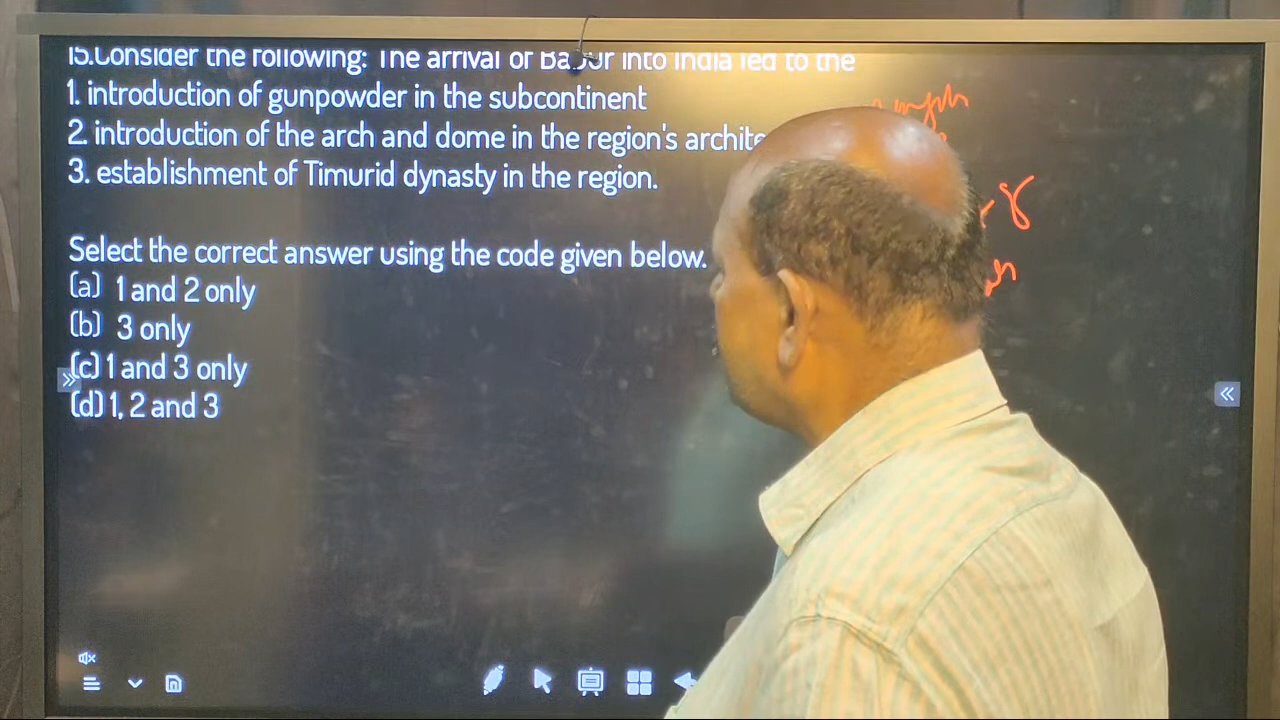 15.Consider the following: The arrival of Babur into India led to the
1. introduction of gunpowder in the subcontinent
2. introduction of the arch and dome in the region's
3. establishment of Timurid dynasty in the region.
Select the correct answer using the code given below.
(a) 1 and 2 only
(b) 3 only
(c) 1 and 3 only
(d) 1, 2 and 3